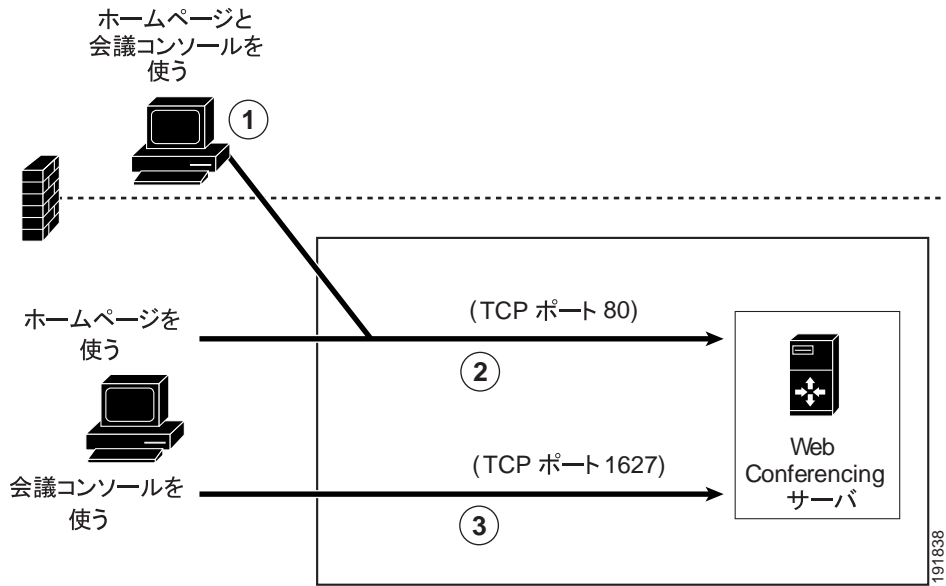 ホームページと
会議コンソールを
使う
1
(TCP ポート 80)
ホームページを
使う
2
(TCP ポート 1627)
会議コンソールを
使う
3
Web
Conferencing
サーバ
191838